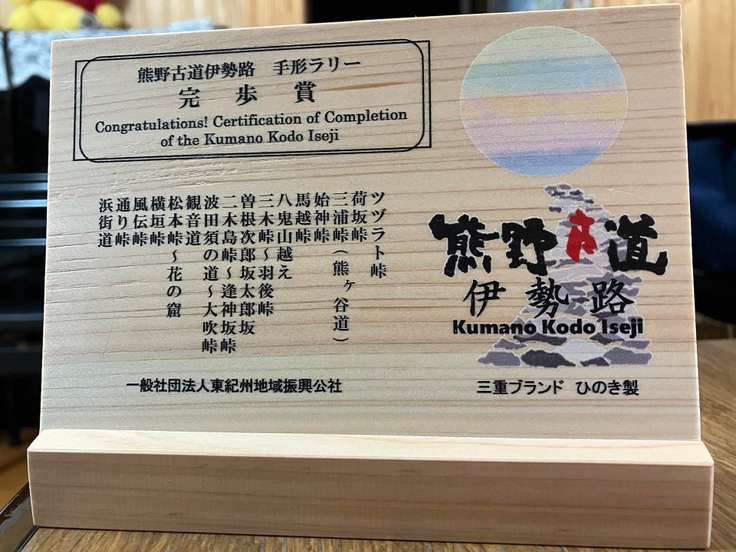 熊野古道伊勢路 手形ラリー
完歩賞
Congratulations! Certification of Completion
of the Kumano Kodo Iseji
ツヅラト峠
荷坂峠
三浦峠(熊ヶ谷道)
始神峠
馬越峠
八鬼山越え
三木峠~羽後峠
曽根次郎坂太郎坂
二木島峠~逢神坂峠
波田須の道~大吹峠
観音道
松本峠~花の窟
横垣峠
風伝峠
通り峠
浜街道
一般社団法人東紀州地域振興公社
熊野古道
伊勢路
Kumano Kodo Iseji
三重ブランド ひのき製